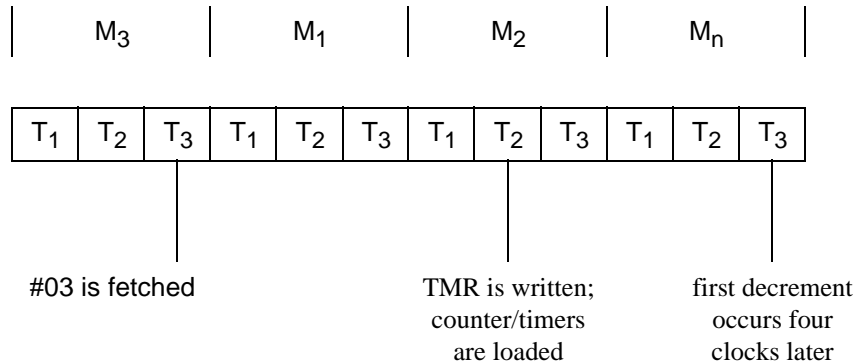 M3 M1 M2 Mn
T1 T2 T3 T1 T2 T3 T1 T2 T3 T1 T2 T3
#03 is fetched
TMR is written;
counter/timers
are loaded
first decrement
occurs four
clocks later